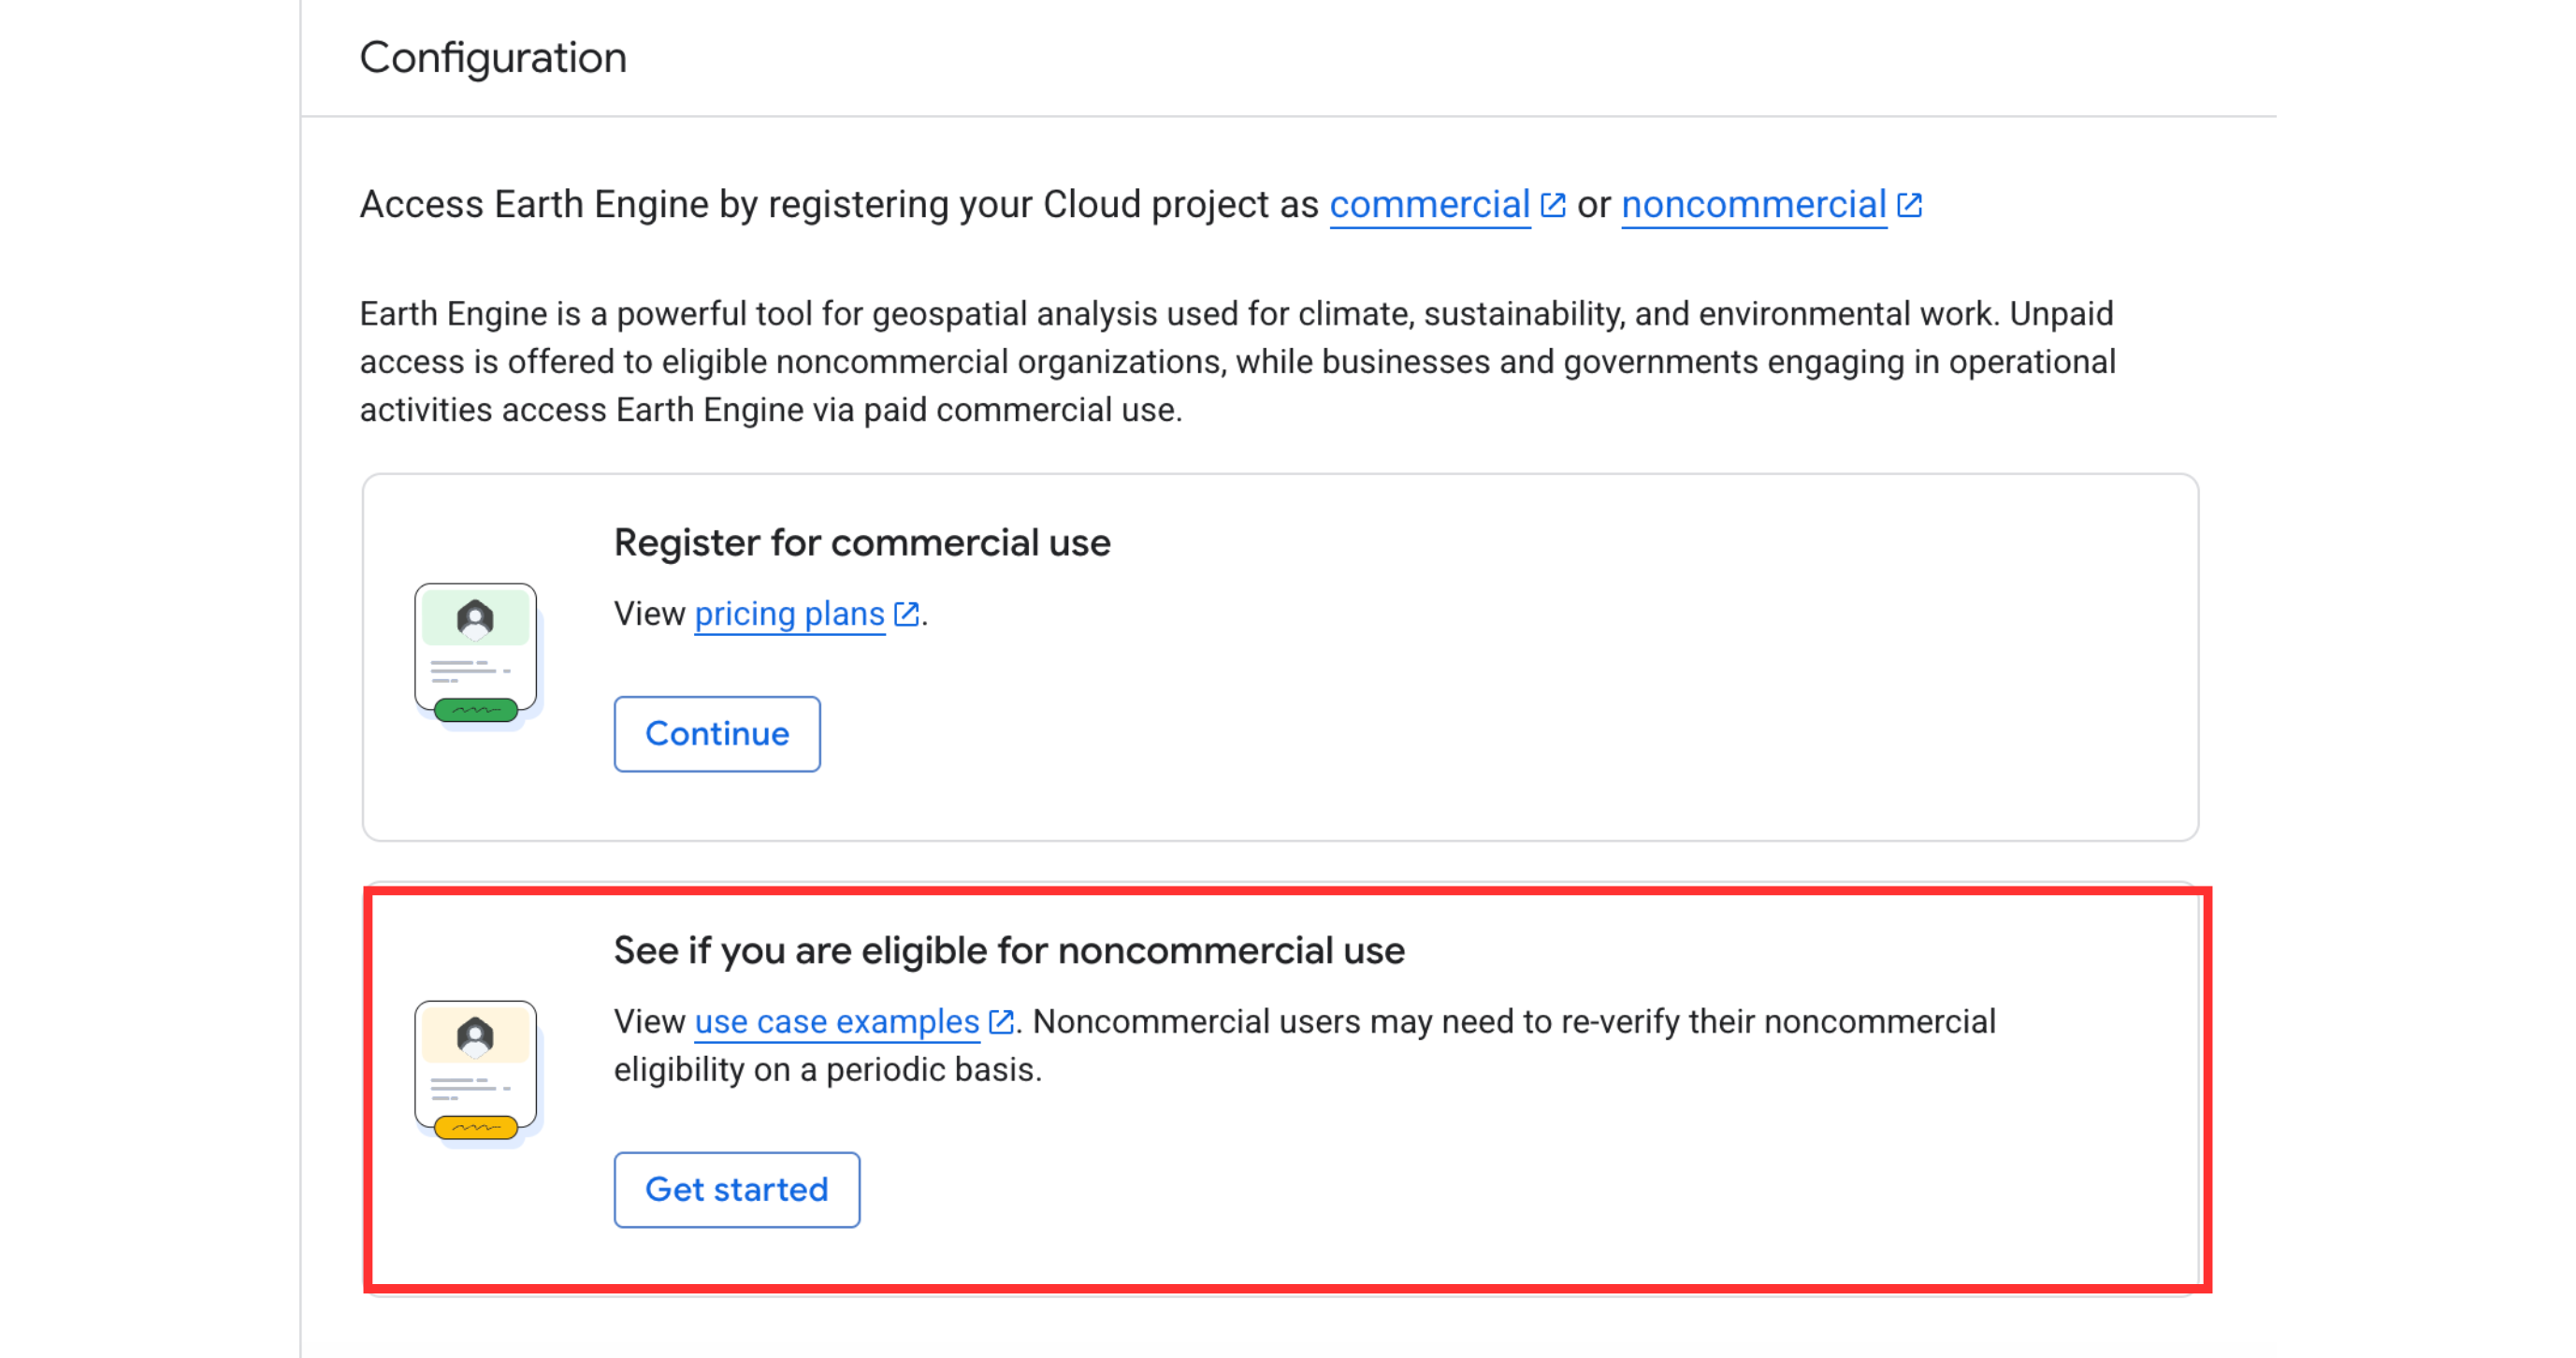 Configuration
Access Earth Engine by registering your Cloud project as commercial or noncommercial
Earth Engine is a powerful tool for geospatial analysis used for climate, sustainability, and environmental work. Unpaid
access is offered to eligible noncommercial organizations, while businesses and governments engaging in operational
activities access Earth Engine via paid commercial use.
Register for commercial use
View pricing plans.
Continue
See if you are eligible for noncommercial use
View use case examples. Noncommercial users may need to re-verify their noncommercial
eligibility on a periodic basis.
Get started